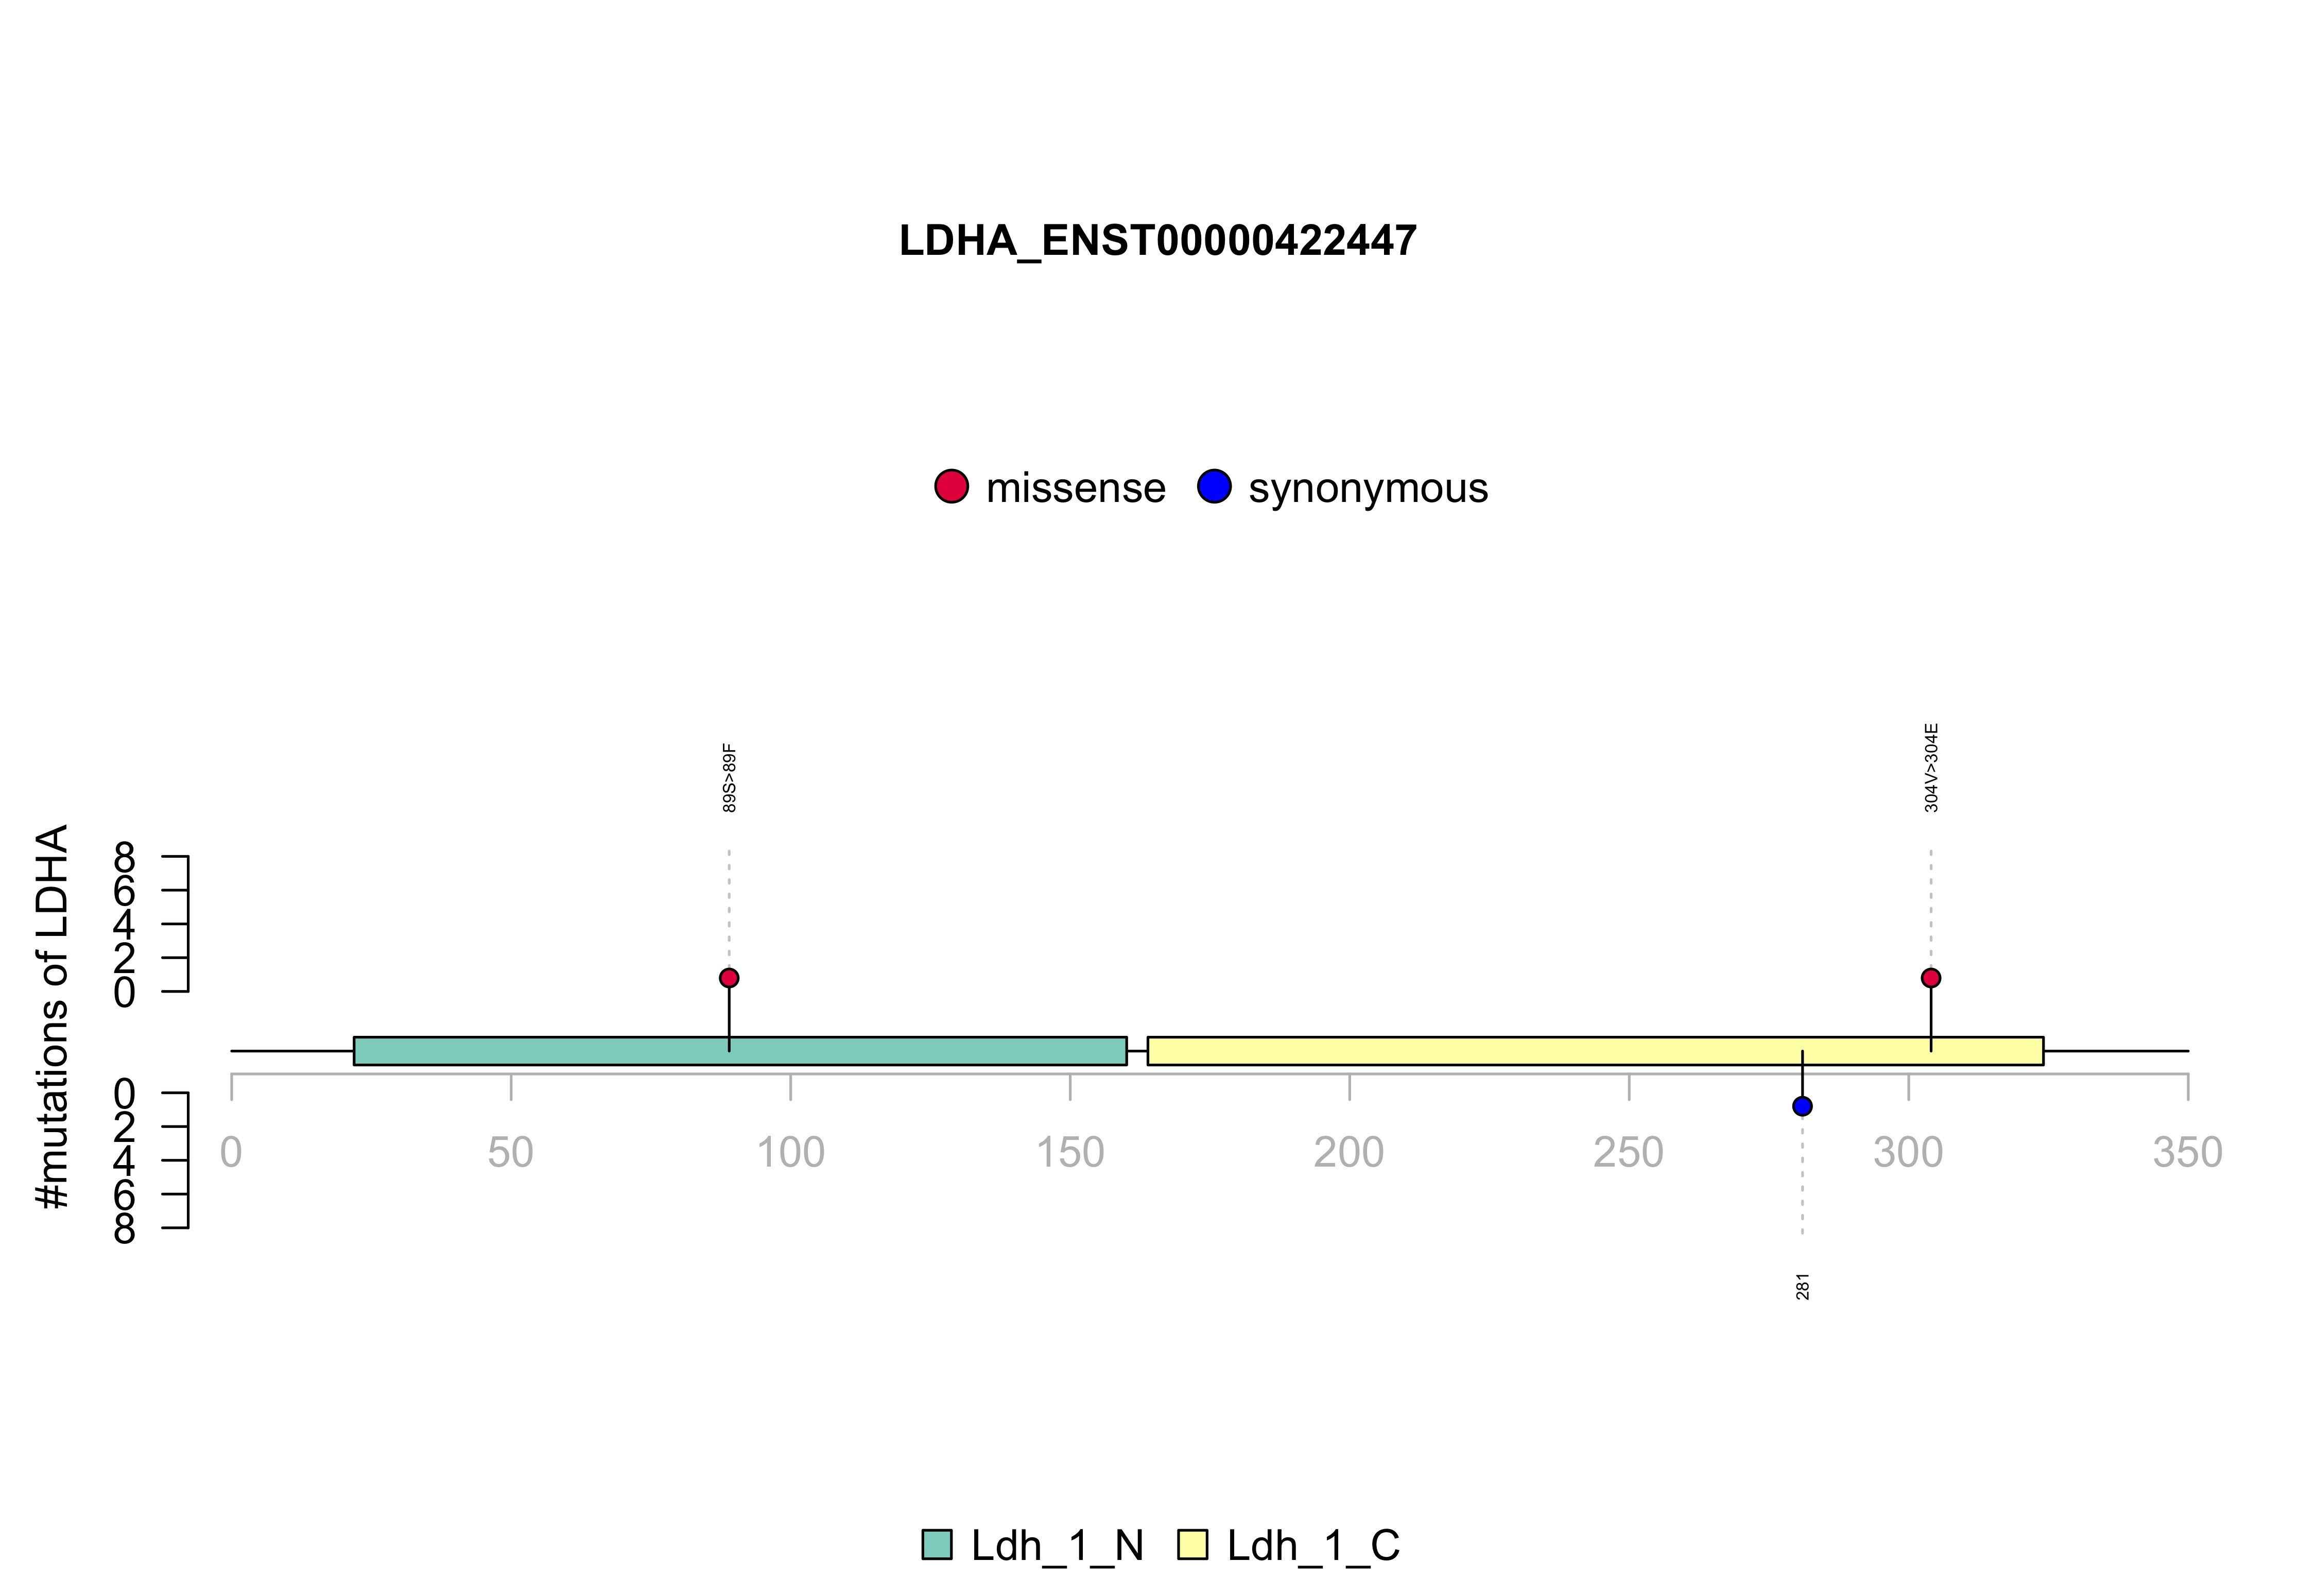 LDHA_ENST00000422447
missense synonymous
89S>89F
304V>304E
#mutations of LDHA
8
6
4
2
0
0
2
4
6
8
0 50 100 150 200 250 300 350
281
Ldh_1_N Ldh_1_C